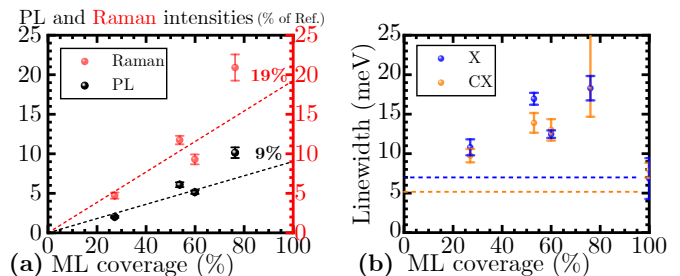 PL and Raman intensities (% of Ref.)
25
20
15
10
5
0
Raman
PL
19%
9%
25
20
15
10
5
0
0 20 40 60 80 100
(a) ML coverage (%)
Linewidth (meV)
25
20
15
10
5
0
X
CX
0 20 40 60 80 100
(b) ML coverage (%)